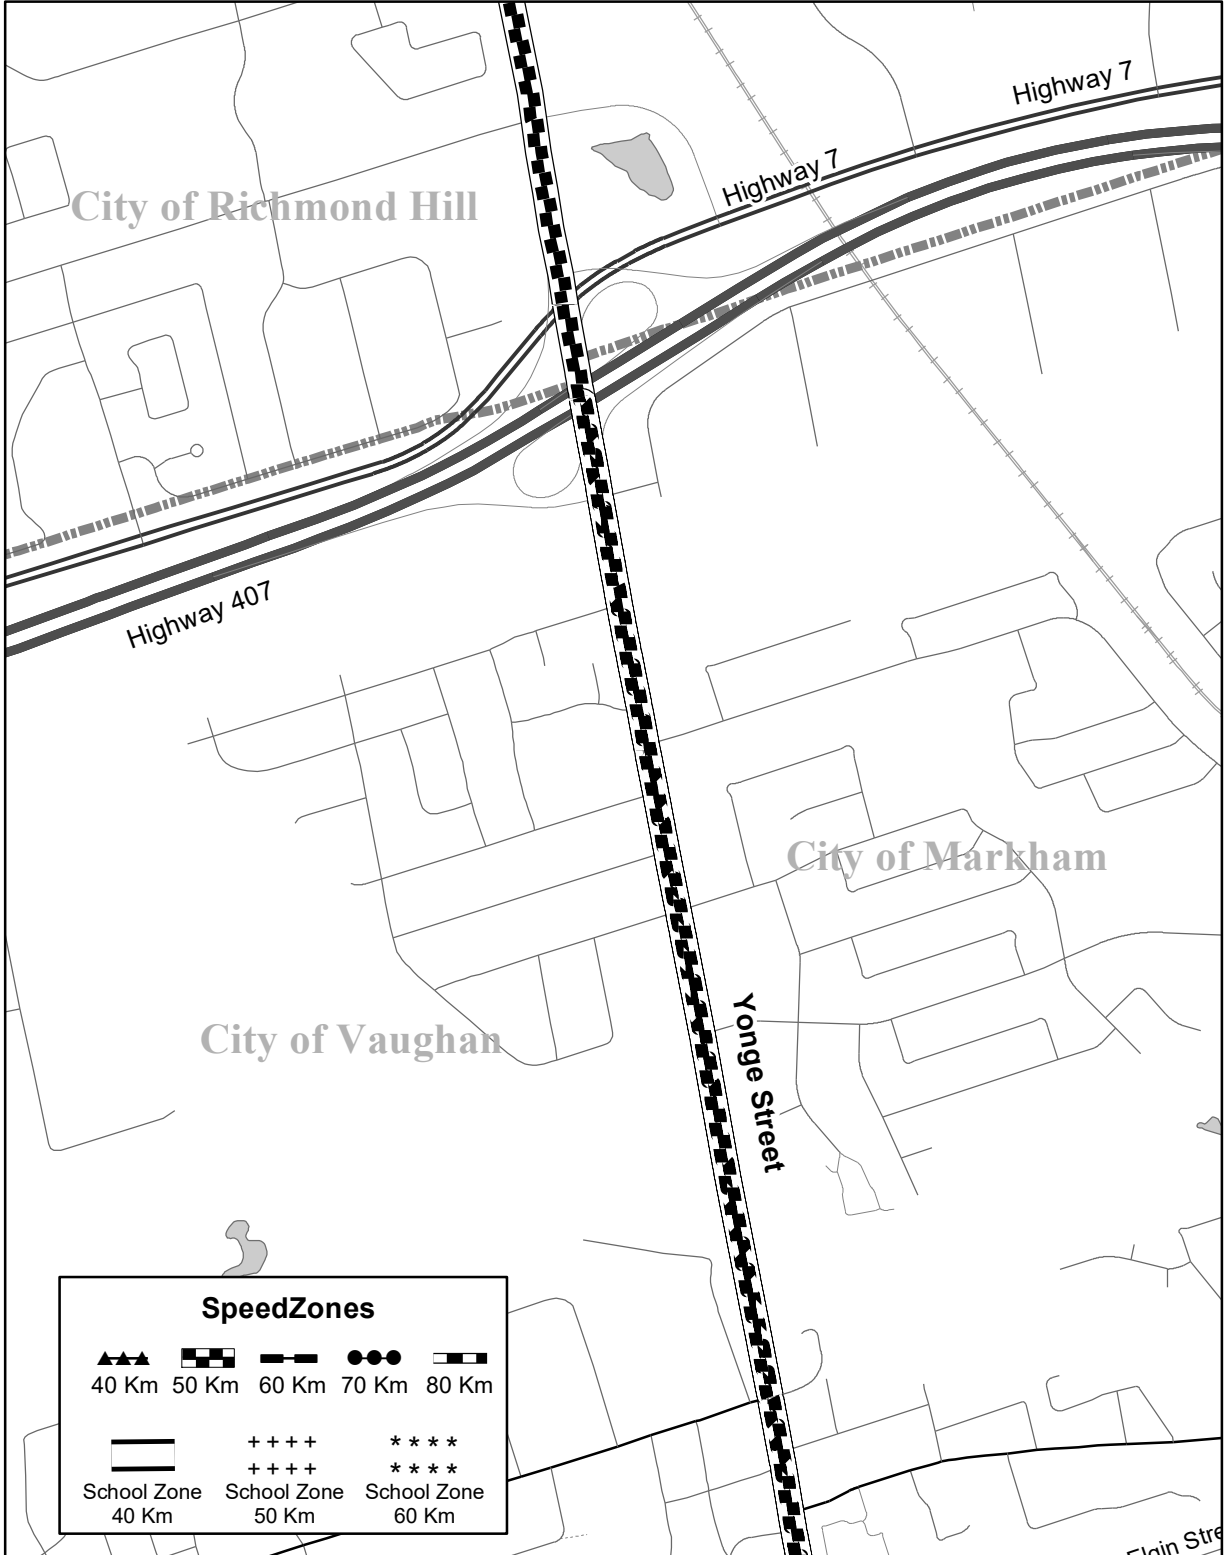 Highway 7
Highway 7
City of Richmond Hill
Highway 407
City of Markham
City of Vaughan
Yonge Street
SpeedZones
40 Km 50 Km 60 Km 70 Km 80 Km
School Zone School Zone School Zone
40 Km 50 Km 60 Km
Elgin Stre